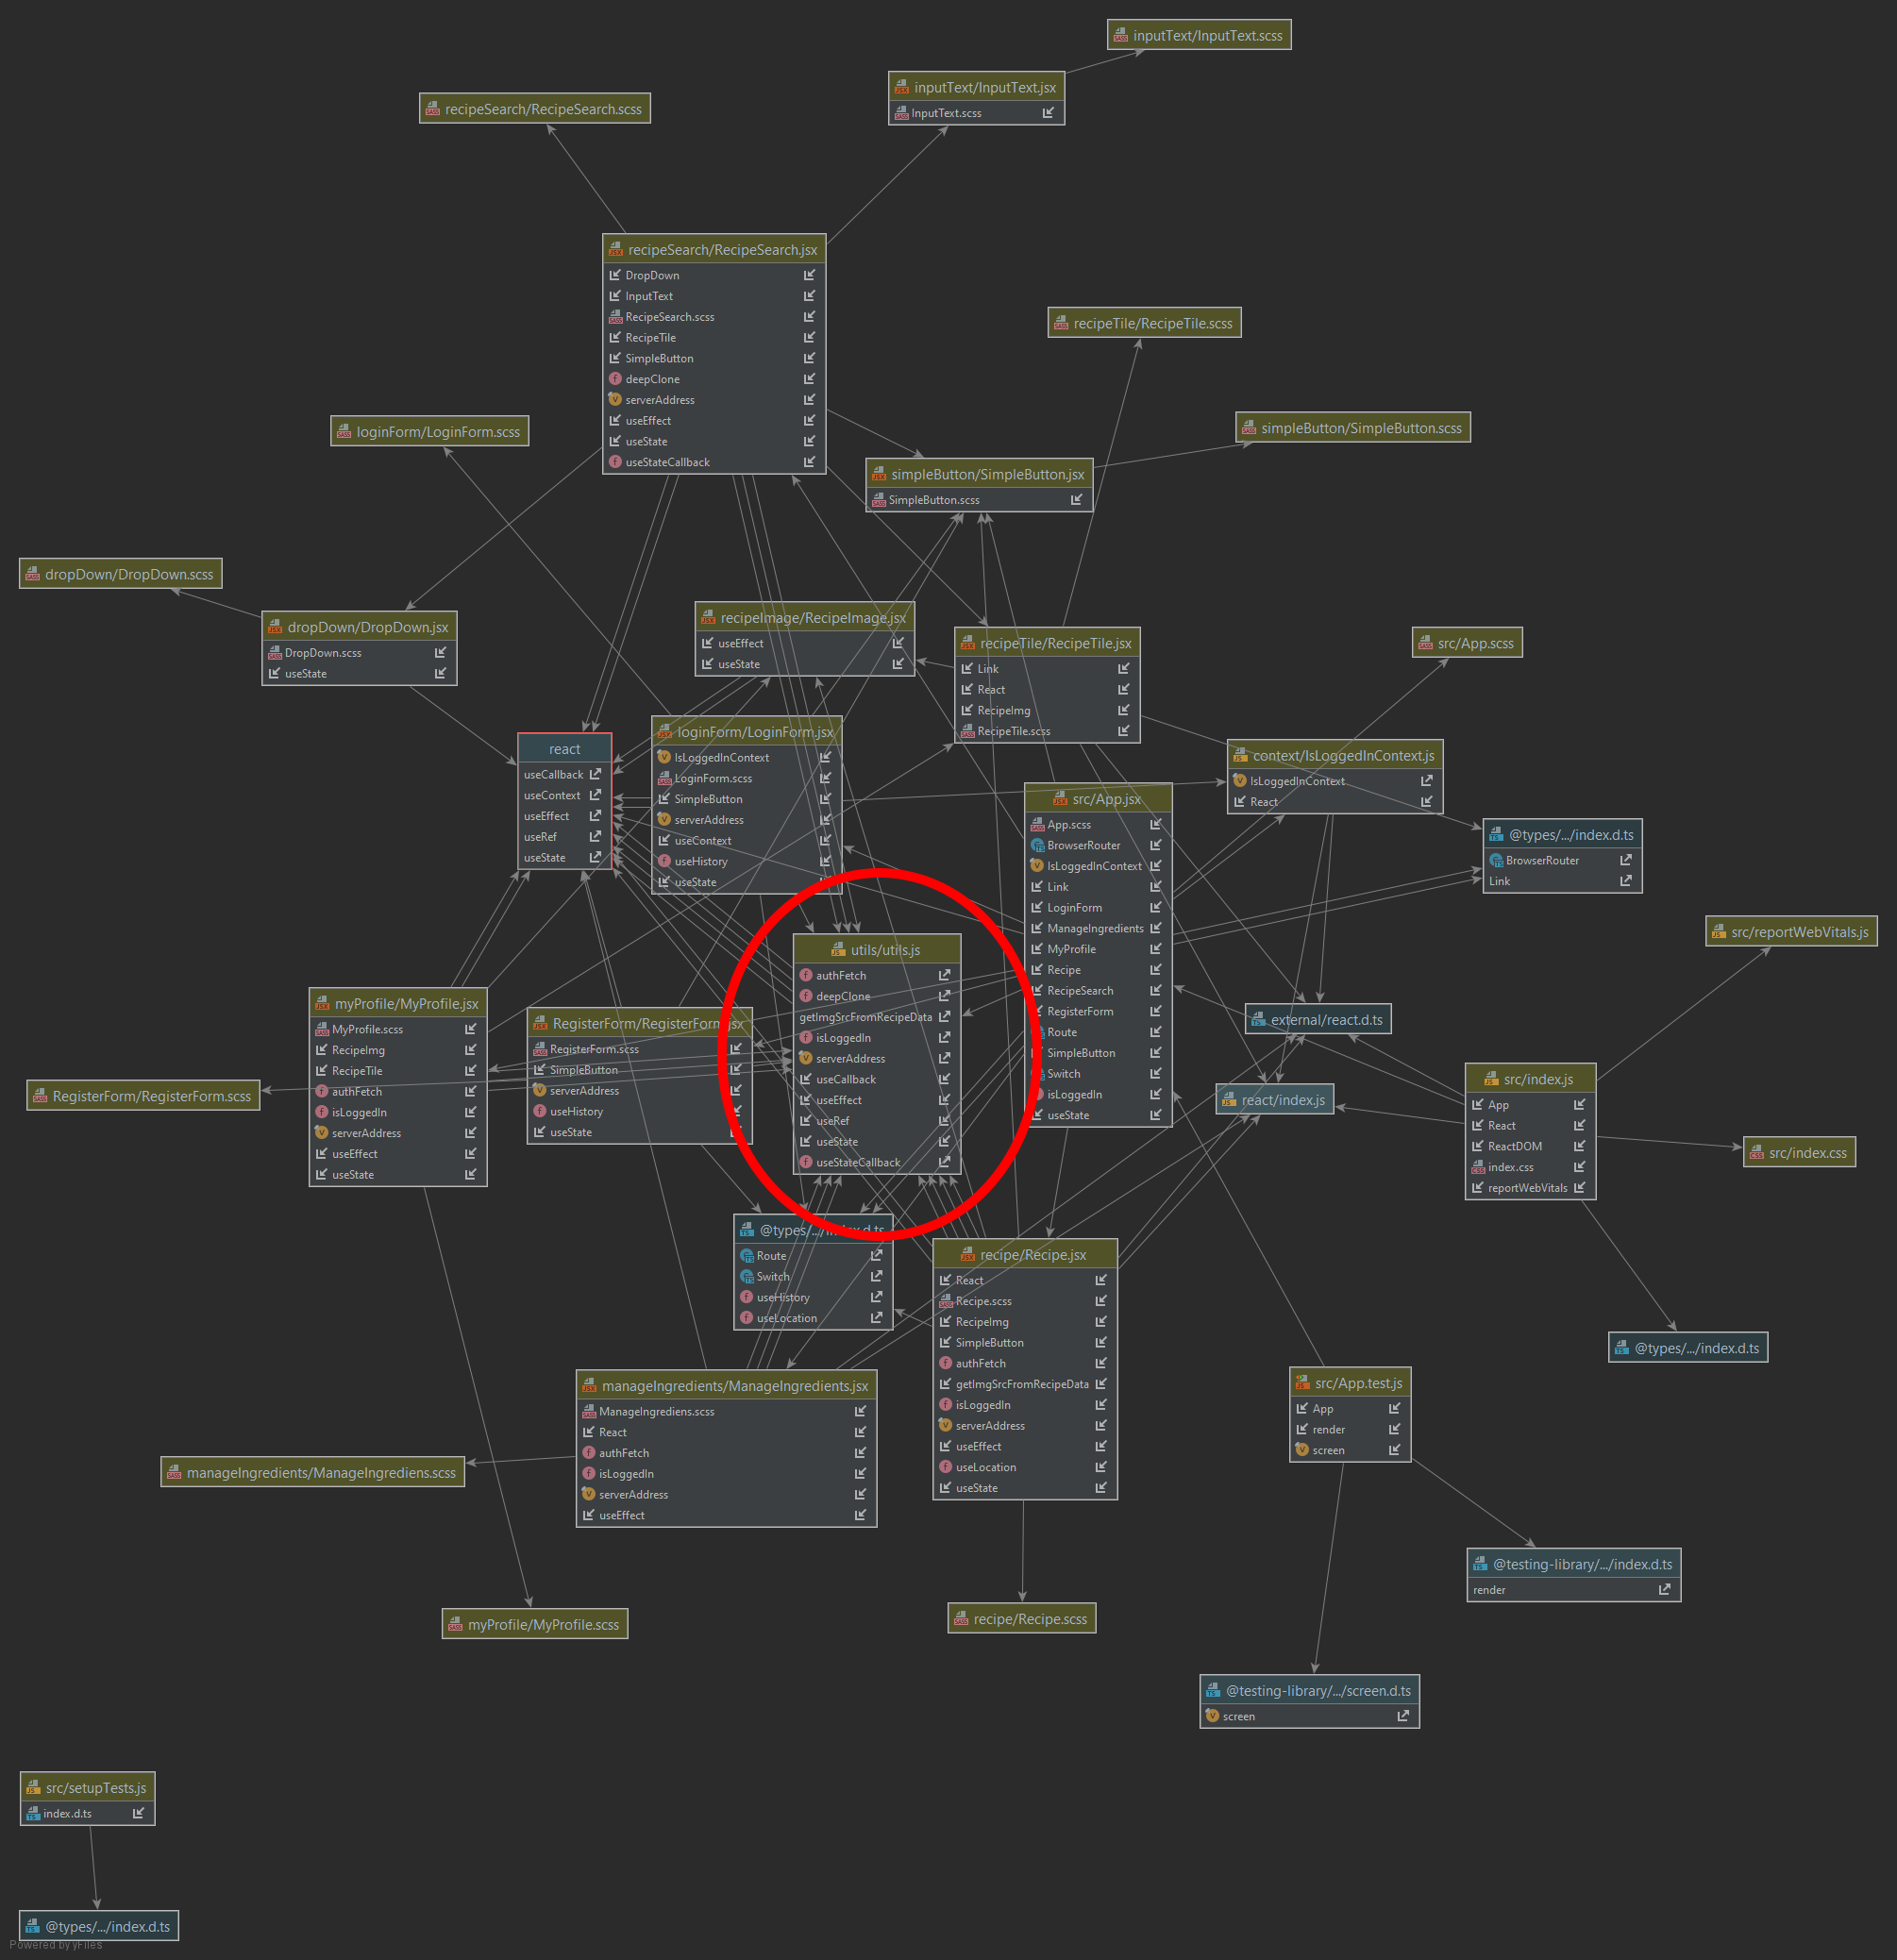 inputText/InputText.scss
inputText/InputText.jsx
InputText.scss
recipeSearch/RecipeSearch.scss
recipeSearch/RecipeSearch.jsx
DropDown
InputText
RecipeSearch.scss
RecipeTile
SimpleButton
deepClone
serverAddress
useEffect
useState
useStateCallback
recipeTile/RecipeTile.scss
loginForm/LoginForm.scss
simpleButton/SimpleButton.scss
simpleButton/SimpleButton.jsx
SimpleButton.scss
dropDown/DropDown.scss
dropDown/DropDown.jsx
DropDown.scss
useState
recipeImage/RecipeImage.jsx
useEffect
useState
recipeTile/RecipeTile.jsx
Link
React
RecipeImg
RecipeTile.scss
src/App.scss
react
useCallback
useContext
useEffect
useRef
useState
loginForm/LoginForm.jsx
IsLoggedInContext
LoginForm.scss
SimpleButton
serverAddress
useContext
useHistory
useState
context/IsLoggedInContext.js
IsLoggedInContext
React
src/App.jsx
App.scss
BrowserRouter
IsLoggedInContext
Link
LoginForm
ManageIngredients
MyProfile
Recipe
RecipeSearch
RegisterForm
Route
SimpleButton
Switch
isLoggedIn
useState
@types/.../index.d.ts
BrowserRouter
Link
src/reportWebVitals.js
utils/utils.js
authFetch
deepClone
getImgSrcFromRecipeData
isLoggedIn
serverAddress
useCallback
useEffect
useRef
useState
useStateCallback
myProfile/MyProfile.jsx
MyProfile.scss
RecipeImg
RecipeTile
authFetch
isLoggedIn
serverAddress
useEffect
useState
RegisterForm/RegisterForm.jsx
RegisterForm.scss
SimpleButton
serverAddress
useHistory
useState
external/react.d.ts
RegisterForm/RegisterForm.scss
react/index.js
src/index.js
App
React
ReactDOM
index.css
reportWebVitals
src/index.css
@types/.../index.d.ts
Route
Switch
useHistory
useLocation
recipe/Recipe.jsx
React
Recipe.scss
RecipeImg
SimpleButton
authFetch
getImgSrcFromRecipeData
isLoggedIn
serverAddress
useEffect
useLocation
useState
@types/.../index.d.ts
manageIngredients/ManageIngredients.jsx
ManageIngrediens.scss
React
authFetch
isLoggedIn
serverAddress
useEffect
src/App.test.js
App
render
screen
manageIngredients/ManageIngrediens.scss
@testing-library/.../index.d.ts
render
myProfile/MyProfile.scss
recipe/Recipe.scss
@testing-library/.../screen.d.ts
screen
src/setupTests.js
index.d.ts
@types/.../index.d.ts
Powered by yFiles